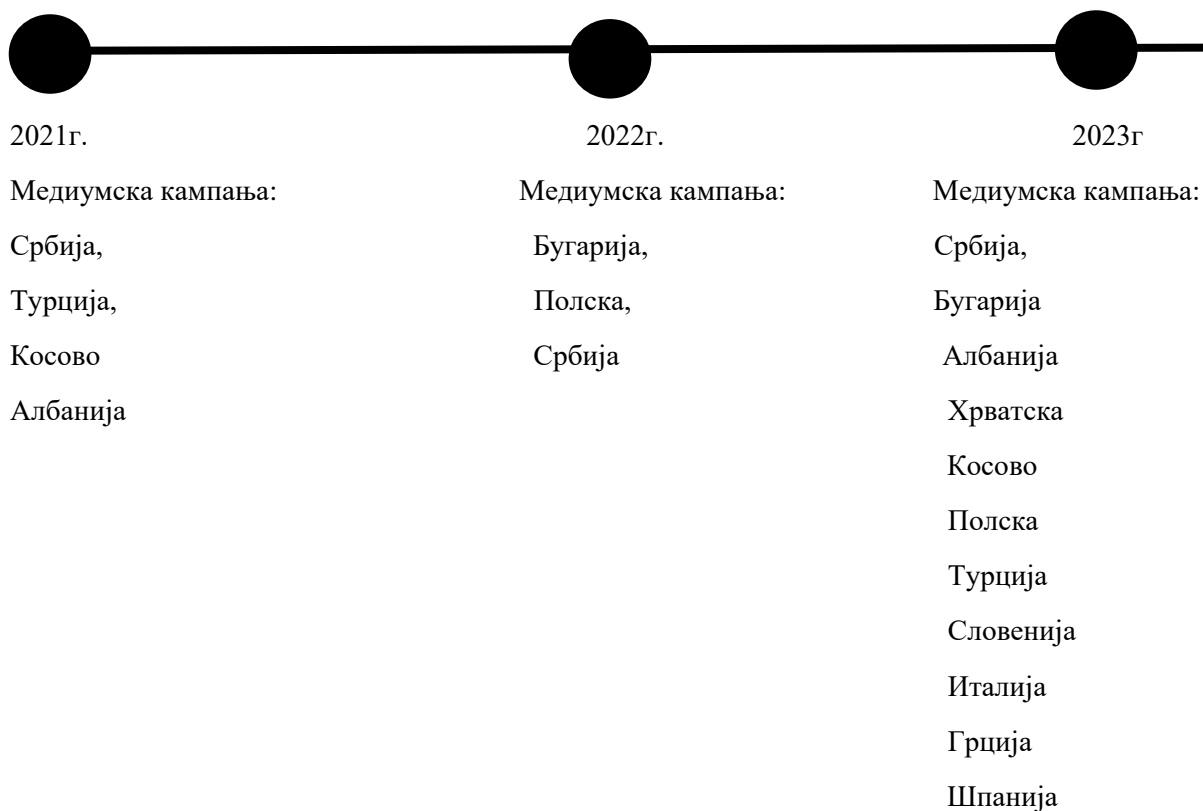 2021г.
2022г.
2023г
Медиумска кампања:
Медиумска кампања:
Медиумска кампања:
Србија,
Бугарија,
Србија,
Турција,
Полска,
Бугарија
Косово
Србија
Албанија
Албанија
Хрватска
Косово
Полска
Турција
Словенија
Италија
Грција
Шпанија